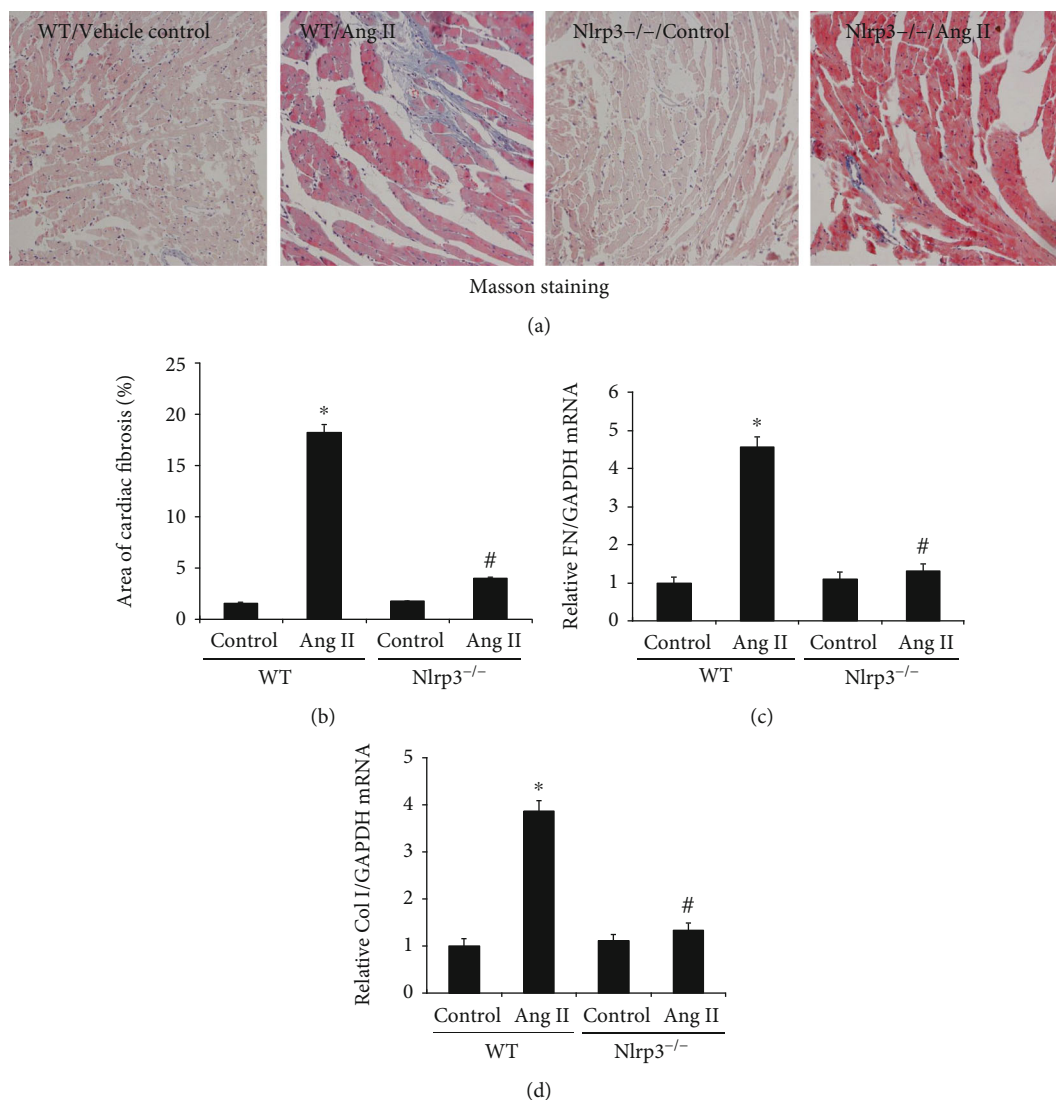 WT/Vehicle control
WT/Ang II
Nlrp3−/−/Control
Nlrp3−/−/Ang II
Masson staining
(a)
Area of cardiac fibrosis (%)
25
20
15
10
5
0
*
#
Control Ang II Control Ang II
WT Nlrp3−/−
(b)
Relative FN/GAPDH mRNA
6
5
4
3
2
1
0
*
#
Control Ang II Control Ang II
WT Nlrp3−/−
(c)
Relative Col I/GAPDH mRNA
5
4
3
2
1
0
*
#
Control Ang II Control Ang II
WT Nlrp3−/−
(d)